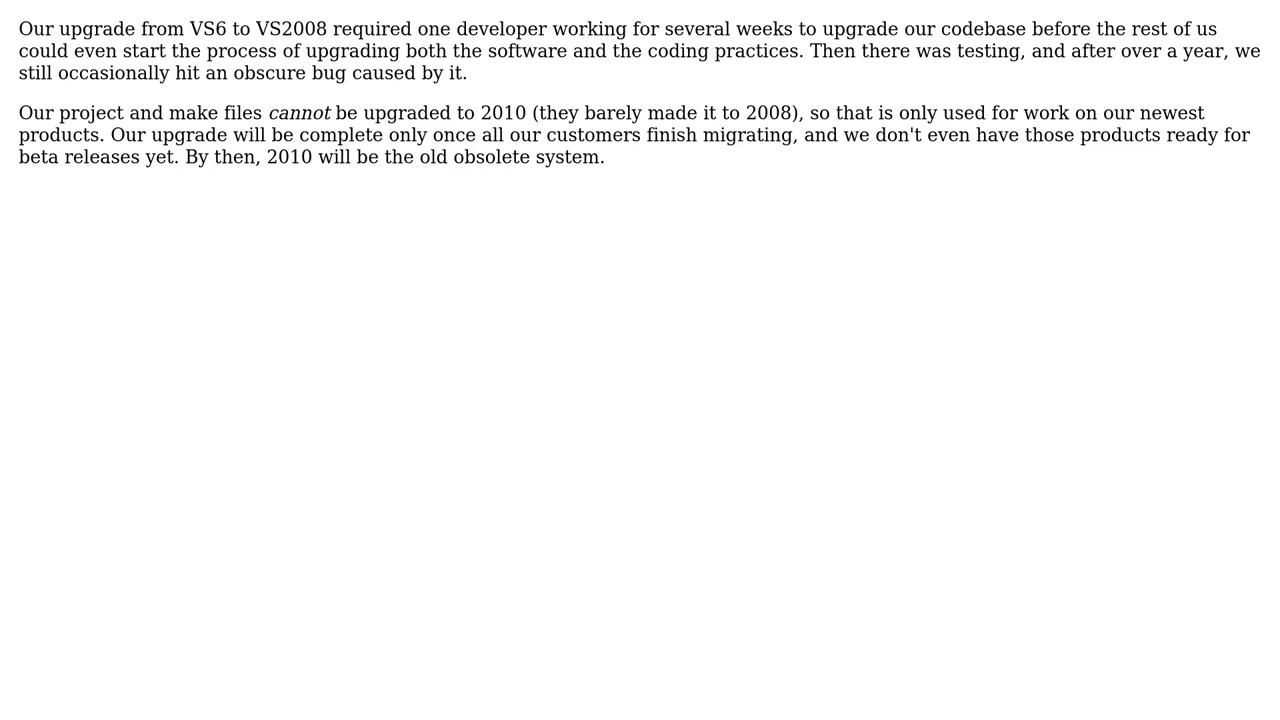 Our upgrade from VS6 to VS2008 required one developer working for several weeks to upgrade our codebase before the rest of us
could even start the process of upgrading both the software and the coding practices. Then there was testing, and after over a year, we
still occasionally hit an obscure bug caused by it.
Our project and make files cannot be upgraded to 2010 (they barely made it to 2008), so that is only used for work on our newest
products. Our upgrade will be complete only once all our customers finish migrating, and we don't even have those products ready for
beta releases yet. By then, 2010 will be the old obsolete system.